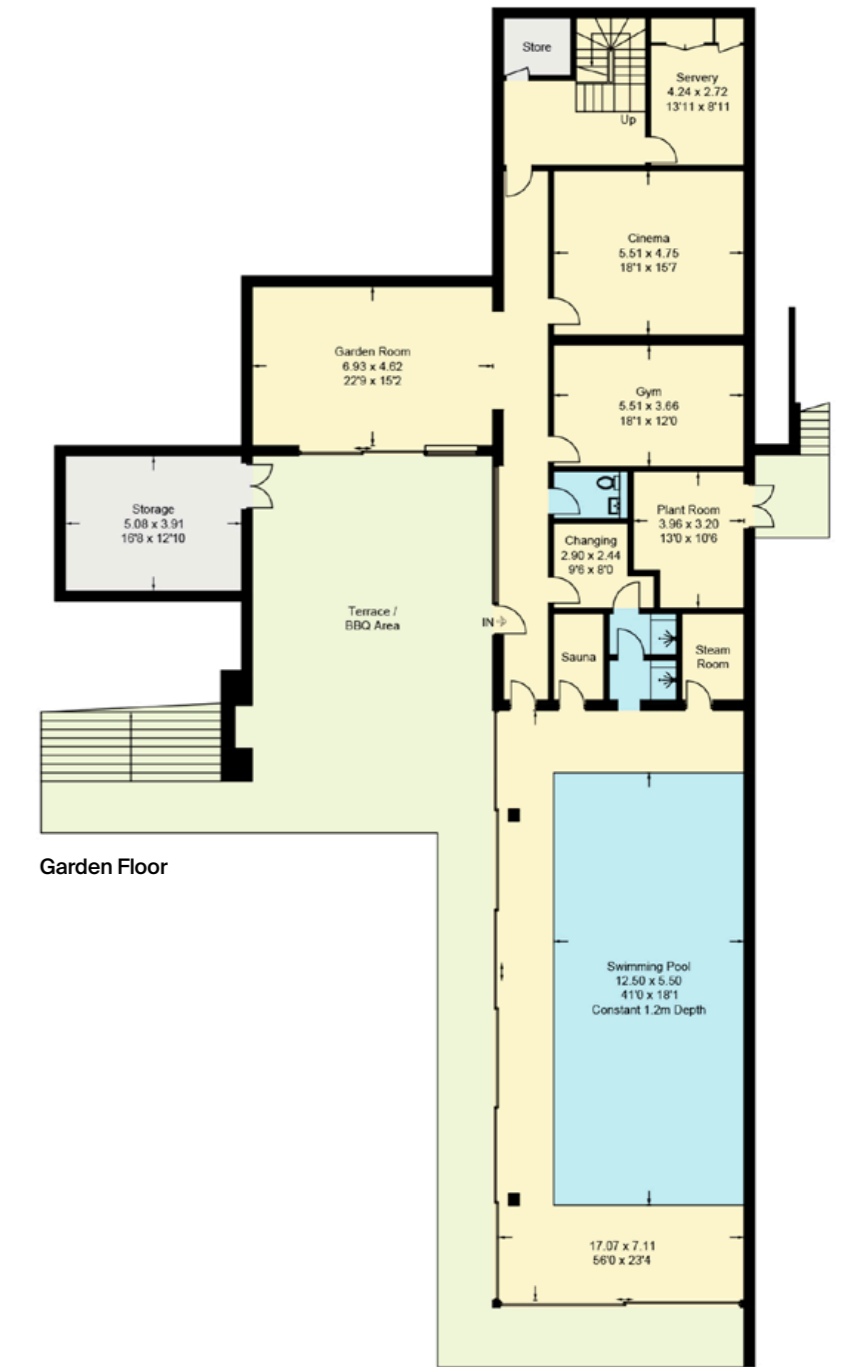 Store
Servery
4.24 x 2.72
13'11 x 8'11
Up
Cinema
5.51 x 4.75
18'1 x 15'7
Garden Room
6.93 x 4.62
22'9 x 15'2
Gym
5.51 x 3.66
18'1 x 12'0
Storage
5.08 x 3.91
16'8 x 12'10
Plant Room
3.96 x 3.20
13'0 x 10'6
Changing
2.90 x 2.44
9'6 x 8'0
Terrace /
BBQ Area
IN
Sauna
Steam
Room
Garden Floor
Swimming Pool
12.50 x 5.50
41'0 x 18'1
Constant 1.2m Depth
17.07 x 7.11
56'0 x 23'4